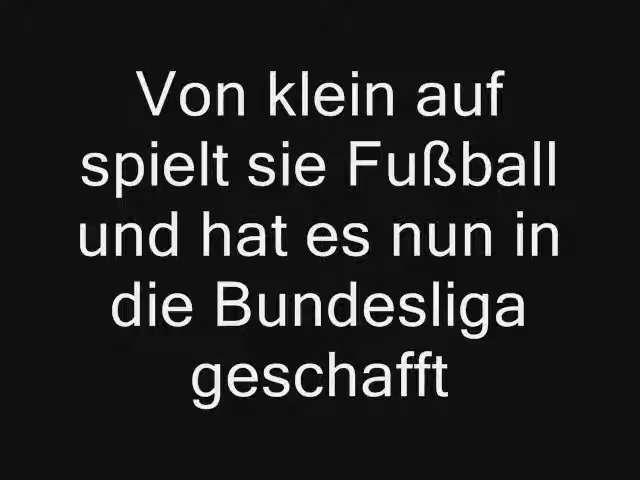 Von klein auf
spielt sie Fußball
und hat es nun in
die Bundesliga
geschafft